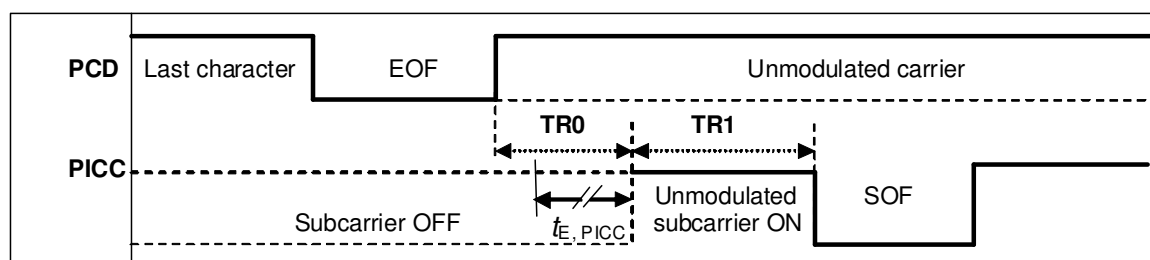 PCD
Last character
EOF
Unmodulated carrier
TR0
TR1
PICC
Subcarrier OFF
tE, PICC
Unmodulated
subcarrier ON
SOF